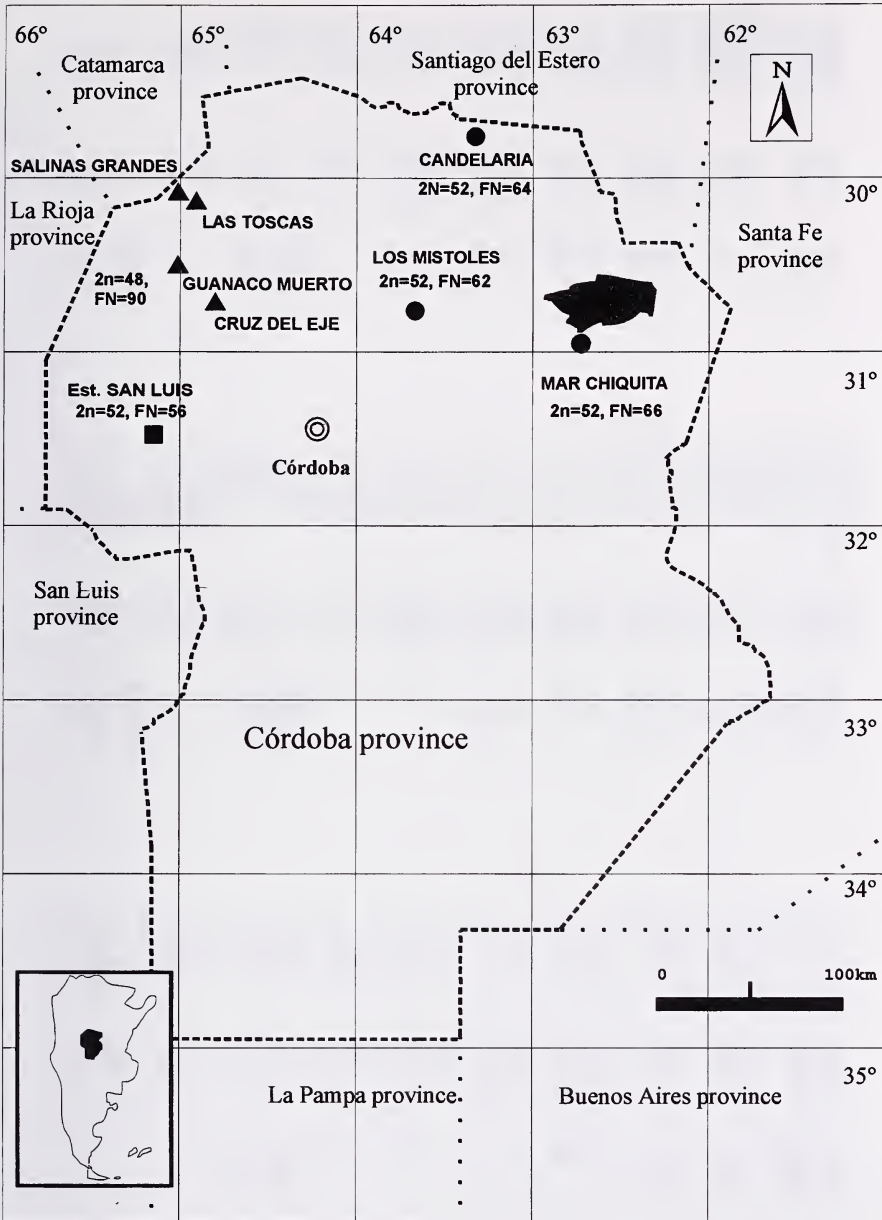 66° 65° 64° 63° 62°
Catamarca
province
Santiago del Estero
province
N
SALINAS GRANDES
CANDELARIA
2N=52, FN=64
30°
La Rioja
province
LAS TOSCAS
Santa Fe
province
LOS MISTOLES
2n=52, FN=62
2n=48,
FN=90
GUANACO MUERTO
CRUZ DEL EJE
31°
Est. SAN LUIS
2n=52, FN=56
MAR CHIQUITA
2n=52, FN=66
Córdoba
32°
San Luis
province
33°
Córdoba province
34°
0 100km
35°
La Pampa province
Buenos Aires province